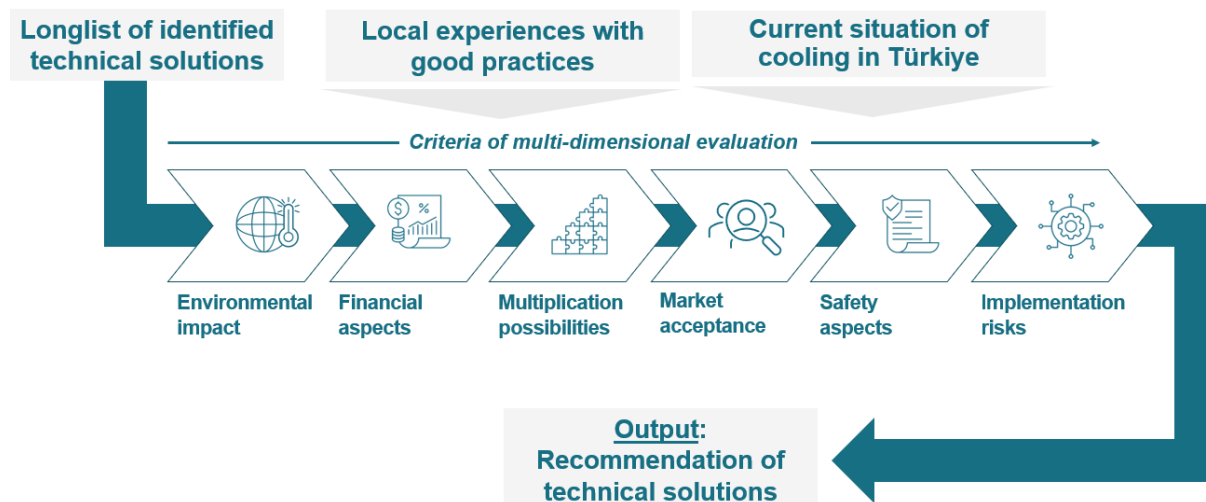 Longlist of identified
technical solutions
Local experiences with
good practices
Current situation of
cooling in Türkiye
Criteria of multi-dimensional evaluation
$ %
Environmental
impact
Financial
aspects
Multiplication
possibilities
Market
acceptance
Safety
aspects
Implementation
risks
Output:
Recommendation of
technical solutions